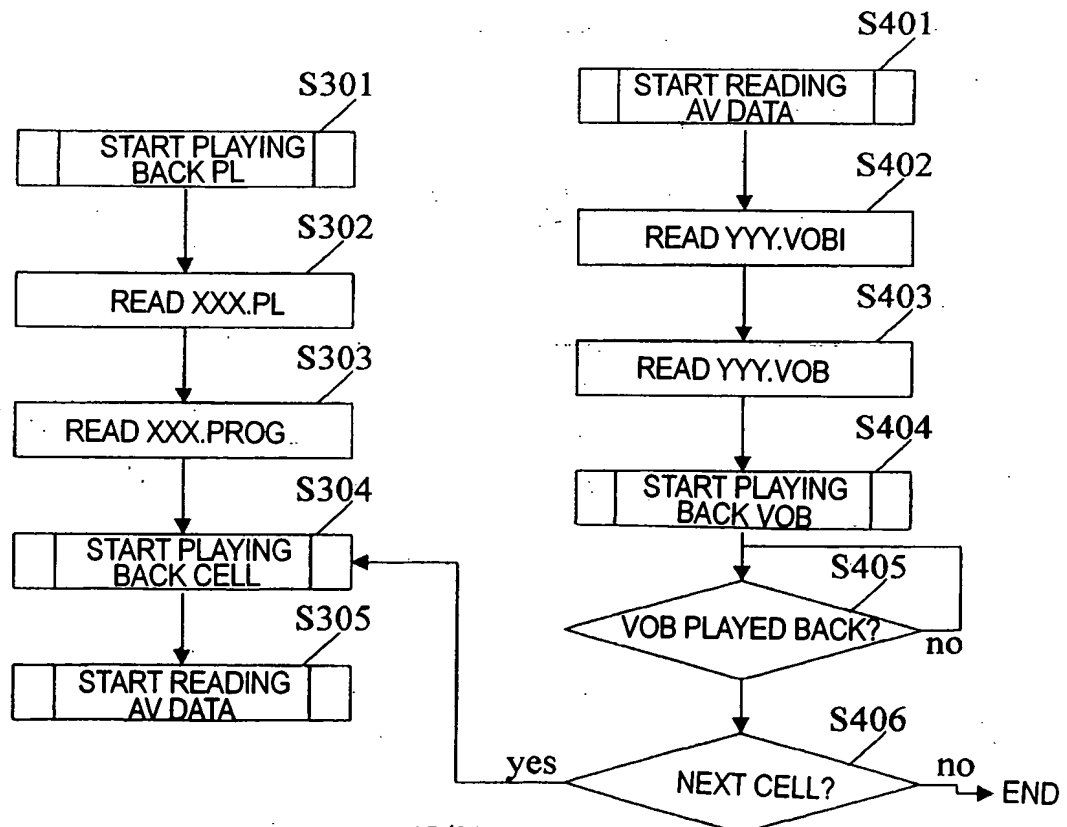 S301
START PLAYING
BACK PL
S302
READ XXX.PL
S303
READ XXX.PROG
S304
START PLAYING
BACK CELL
S305
START READING
AV DATA
S401
START READING
AV DATA
S402
READ YYY.VOBI
S403
READ YYY.VOB
S404
START PLAYING
BACK VOB
S405
VOB PLAYED BACK?
no
S406
NEXT CELL?
yes
no
END